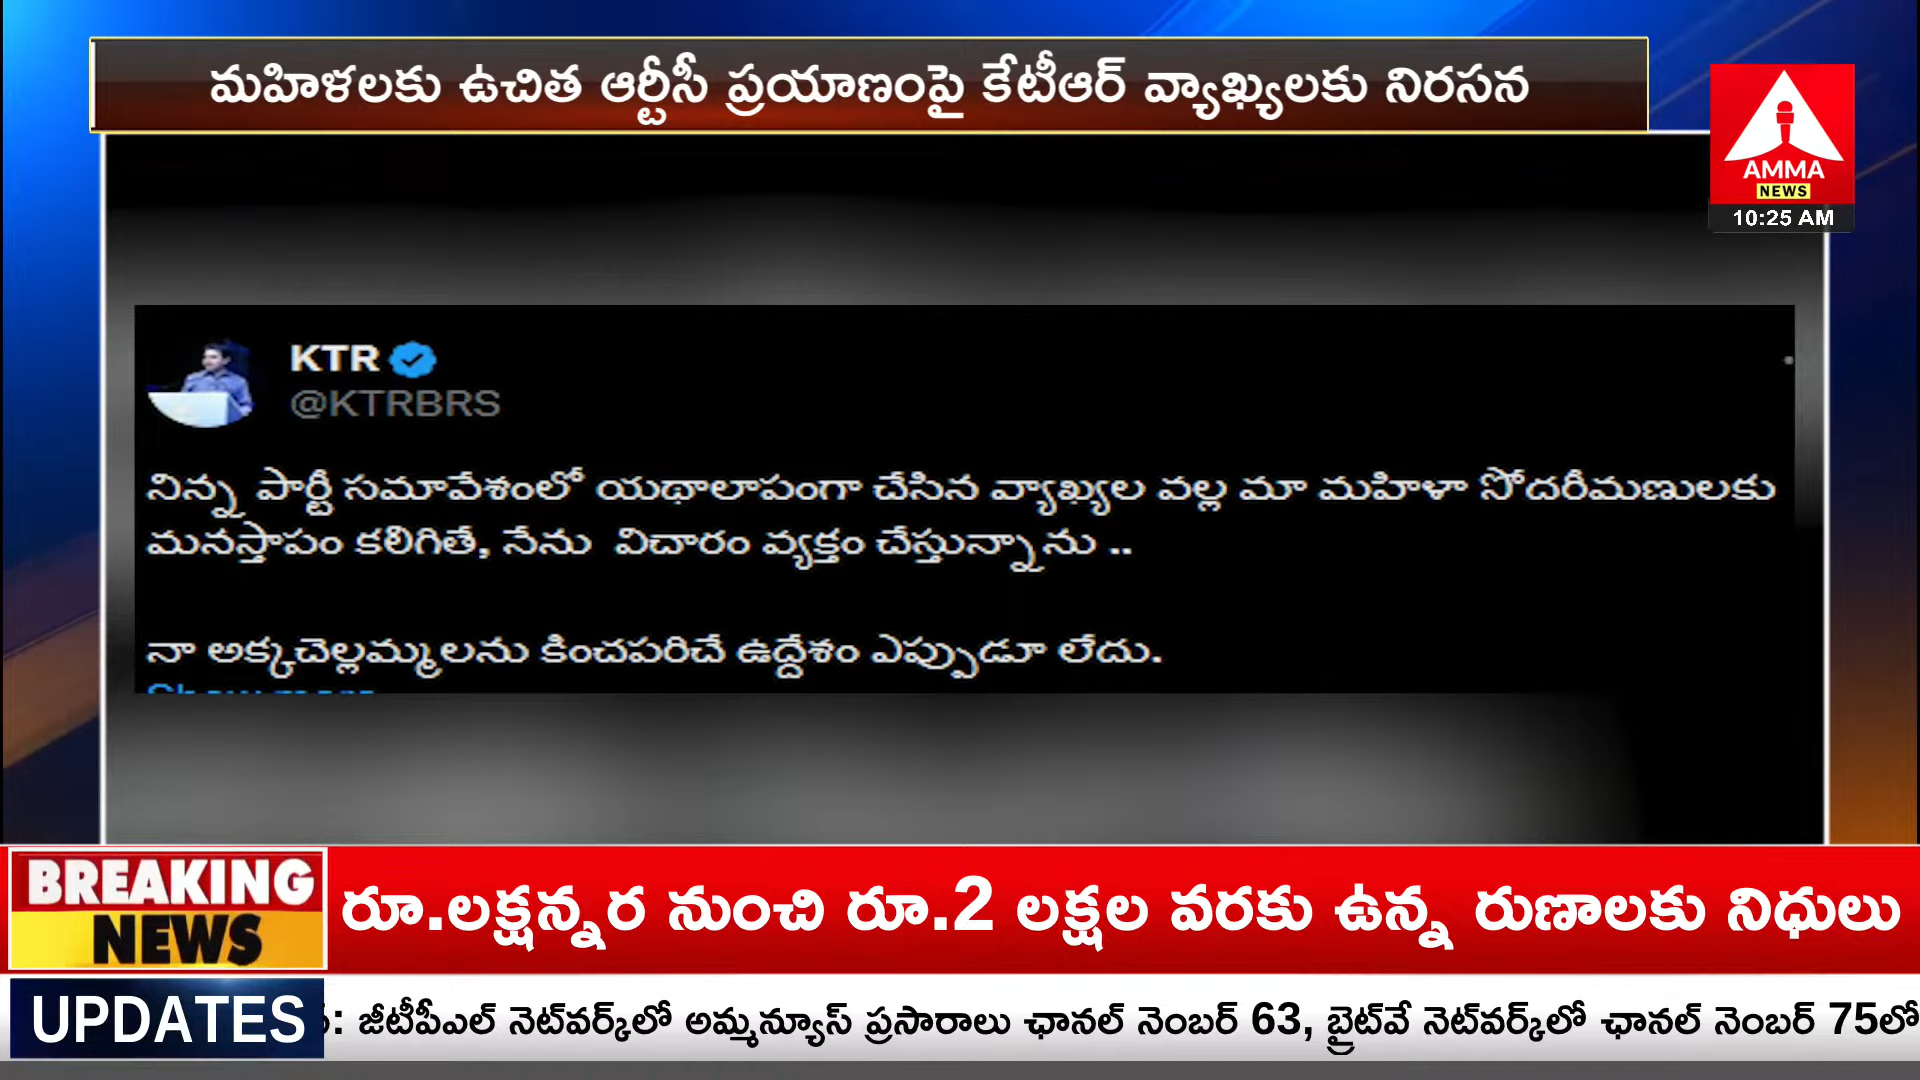 మహిళలకు ఉచిత ఆర్టీసీ ప్రయాణంపై కేటీఆర్ వ్యాఖ్యలకు నిరసన
AMMA
NEWS
10:25 AM
KTR
@KTRBRS
నిన్న పార్టీ సమావేశంలో యథాలాపంగా చేసిన వ్యాఖ్యల వల్ల మా మహిళా సోదరీమణులకు
మనస్తాపం కలిగితే, నేను విచారం వ్యక్తం చేస్తున్నాను ..
నా అక్కచెల్లమ్మలను కించపరిచే ఉద్దేశం ఎప్పుడూ లేదు.
BREAKING
NEWS
రూ.లక్షన్నర నుంచి రూ.2 లక్షల వరకు ఉన్న రుణాలకు నిధులు
UPDATES
: జీటీపీఎల్ నెట్‌వర్క్‌లో అమ్మన్యూస్ ప్రసారాలు ఛానల్ నెంబర్ 63, బ్రైట్‌వే నెట్‌వర్క్‌లో ఛానల్ నెంబర్ 75లో